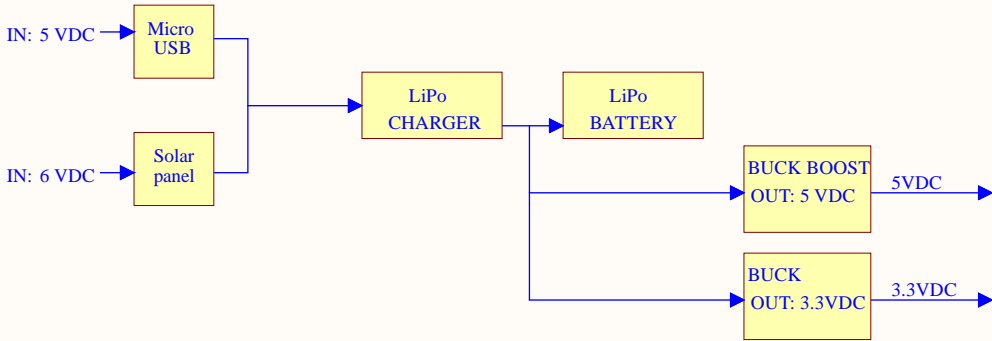 IN: 5 VDC
Micro
USB
LiPo
CHARGER
LiPo
BATTERY
IN: 6 VDC
Solar
panel
BUCK BOOST
OUT: 5 VDC
5VDC
BUCK
OUT: 3.3VDC
3.3VDC